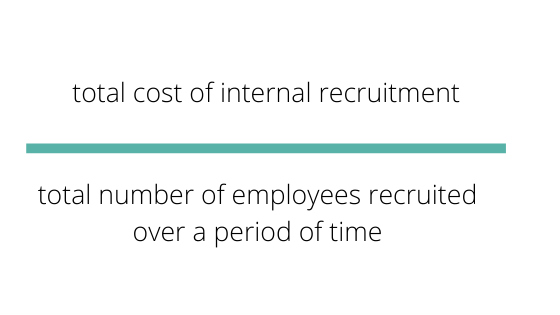 total cost of internal recruitment
total number of employees recruited
over a period of time